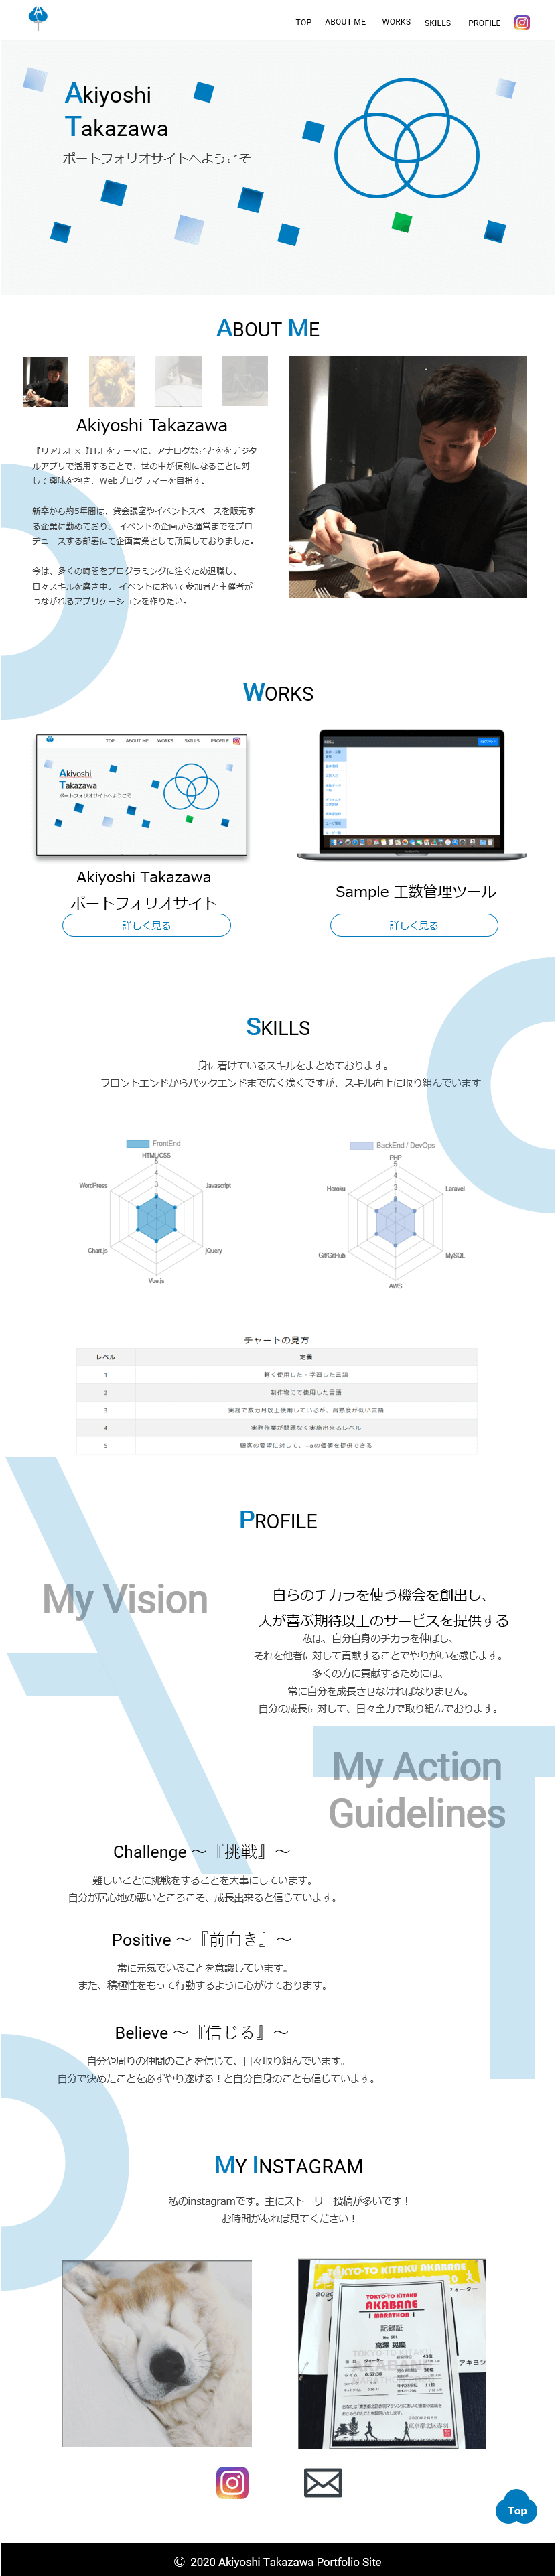 TOP ABOUT ME WORKS SKILLS PROFILE
Akiyoshi
Takazawa
ポートフォリオサイトへようこそ
ABOUT ME
Akiyoshi Takazawa
『リアル』×『IT』をテーマに、アナログなことををデジタ
ルアプリで活用することで、世の中が便利になることに対
して興味を抱き、Webプログラマーを目指す。
新卒から約5年間は、貸会議室やイベントスペースを販売す
る企業に勤めており、 イベントの企画から運営までをプロ
デュースする部署にて企画営業として所属しておりました。
今は、多くの時間をプログラミングに注ぐため退職し、
日々スキルを磨き中。 イベントにおいて参加者と主催者が
つながれるアプリケーションを作りたい。
WORKS
TOP ABOUT ME WORKS SKILLS PROFILE
Akiyoshi
Takazawa
ポートフォリオサイトへようこそ
Akiyoshi Takazawa
ポートフォリオサイト
詳しく見る
Sample 工数管理ツール
詳しく見る
SKILLS
身に着けているスキルをまとめております。
フロントエンドからバックエンドまで広く浅くですが、スキル向上に取り組んでいます。
FrontEnd
HTML/CSS
5
4
3
1
WordPress
Javascript
Chart.js
jQuery
Vue.js
BackEnd / DevOps
PHP
5
4
3
1
Heroku
Laravel
Git/GitHub
MySQL
AWS
チャートの見方
レベル 定義
1 軽く使用した・学習した言語
2 制作物にて使用した言語
3 実務で数カ月以上使用しているが、習熟度が低い言語
4 実務作業が問題なく実施出来るレベル
5 顧客の要望に対して、+αの価値を提供できる
PROFILE
My Vision
自らのチカラを使う機会を創出し、
人が喜ぶ期待以上のサービスを提供する
私は、自分自身のチカラを伸ばし、
それを他者に対して貢献することでやりがいを感じます。
多くの方に貢献するためには、
常に自分を成長させなければなりません。
自分の成長に対して、日々全力で取り組んでおります。
My Action
Guidelines
Challenge 〜『挑戦』〜
難しいことに挑戦をすることを大事にしています。
自分が居心地の悪いところこそ、成長出来ると信じています。
Positive 〜『前向き』〜
常に元気でいることを意識しています。
また、積極性をもって行動するように心がけております。
Believe 〜『信じる』〜
自分や周りの仲間のことを信じて、日々取り組んでいます。
自分で決めたことを必ずやり遂げる！と自分自身のことも信じています。
MY INSTAGRAM
私のinstagramです。主にストーリー投稿が多いです！
お時間があれば見てください！
TOKYO-TO KITAKU AKABANE
TOKYO-TO KITAKU
AKABANE
MARATHON
記録証
高澤 晃慶
東京都北区赤羽
Top
© 2020 Akiyoshi Takazawa Portfolio Site